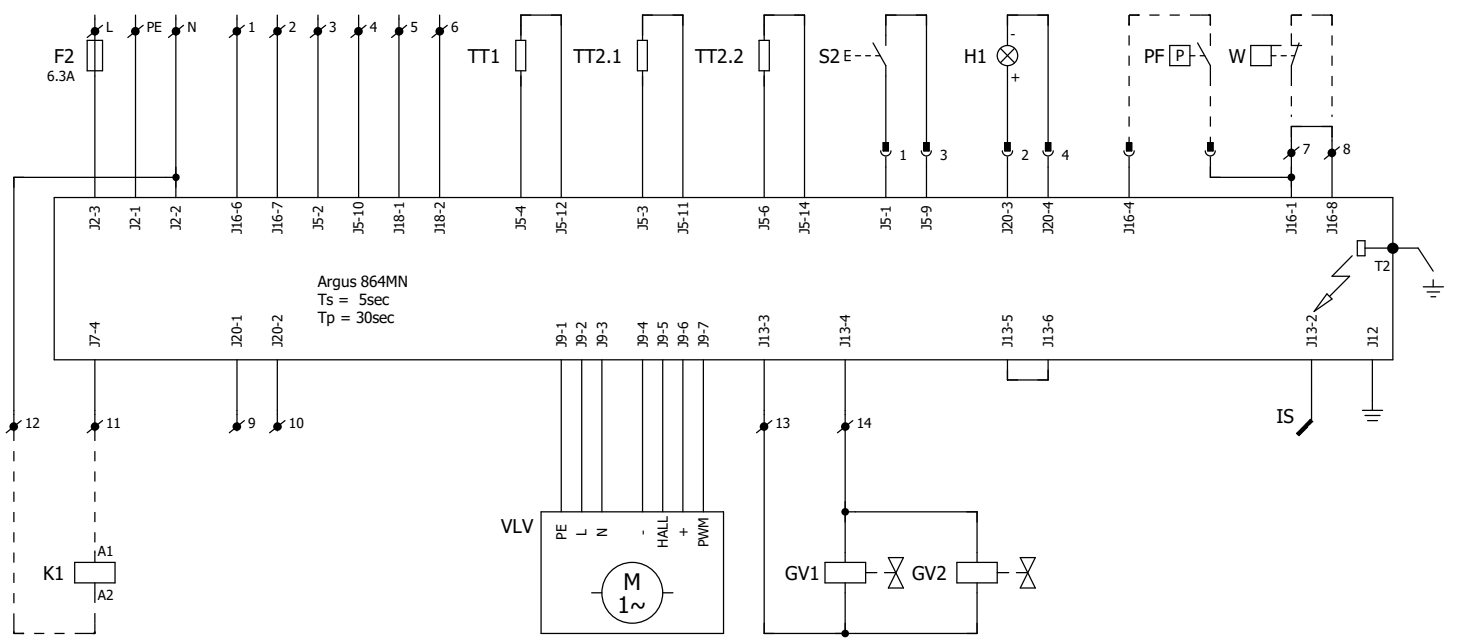 L PE N 1 2 3 4 5 6
F2
6.3A
TT1 TT2.1 TT2.2 S2 E H1 - + PF P W
1 3 2 4 7 8
J2-3 J2-1 J2-2 J16-6 J16-7 J5-2 J5-10 J18-1 J18-2 J5-4 J5-12 J5-3 J5-11 J5-6 J5-14 J5-1 J5-9 J20-3 J20-4 J16-4 J16-1 J16-8
T2
Argus 864MN
Ts = 5sec
Tp = 30sec
J7-4 J20-1 J20-2 J9-1 J9-2 J9-3 J9-4 J9-5 J9-6 J9-7 J13-3 J13-4 J13-5 J13-6 J13-2 J12
12 11 9 10 13 14 IS
VLV PE L N - HALL + PWM
A1
K1
A2
M
1~
GV1 GV2